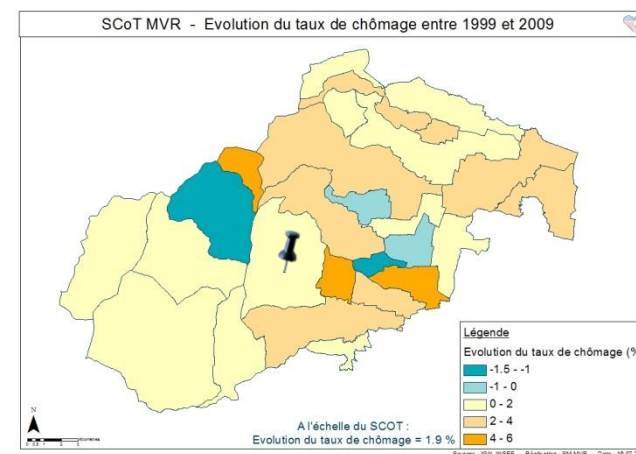 SCoT MVR - Evolution du taux de chômage entre 1999 et 2009
Légende
Evolution du taux de chômage (%
-1.5 - -1
-1 - 0
0 - 2
2 - 4
4 - 6
N
A l'échelle du SCOT :
Evolution du taux de chômage = 1.9 %